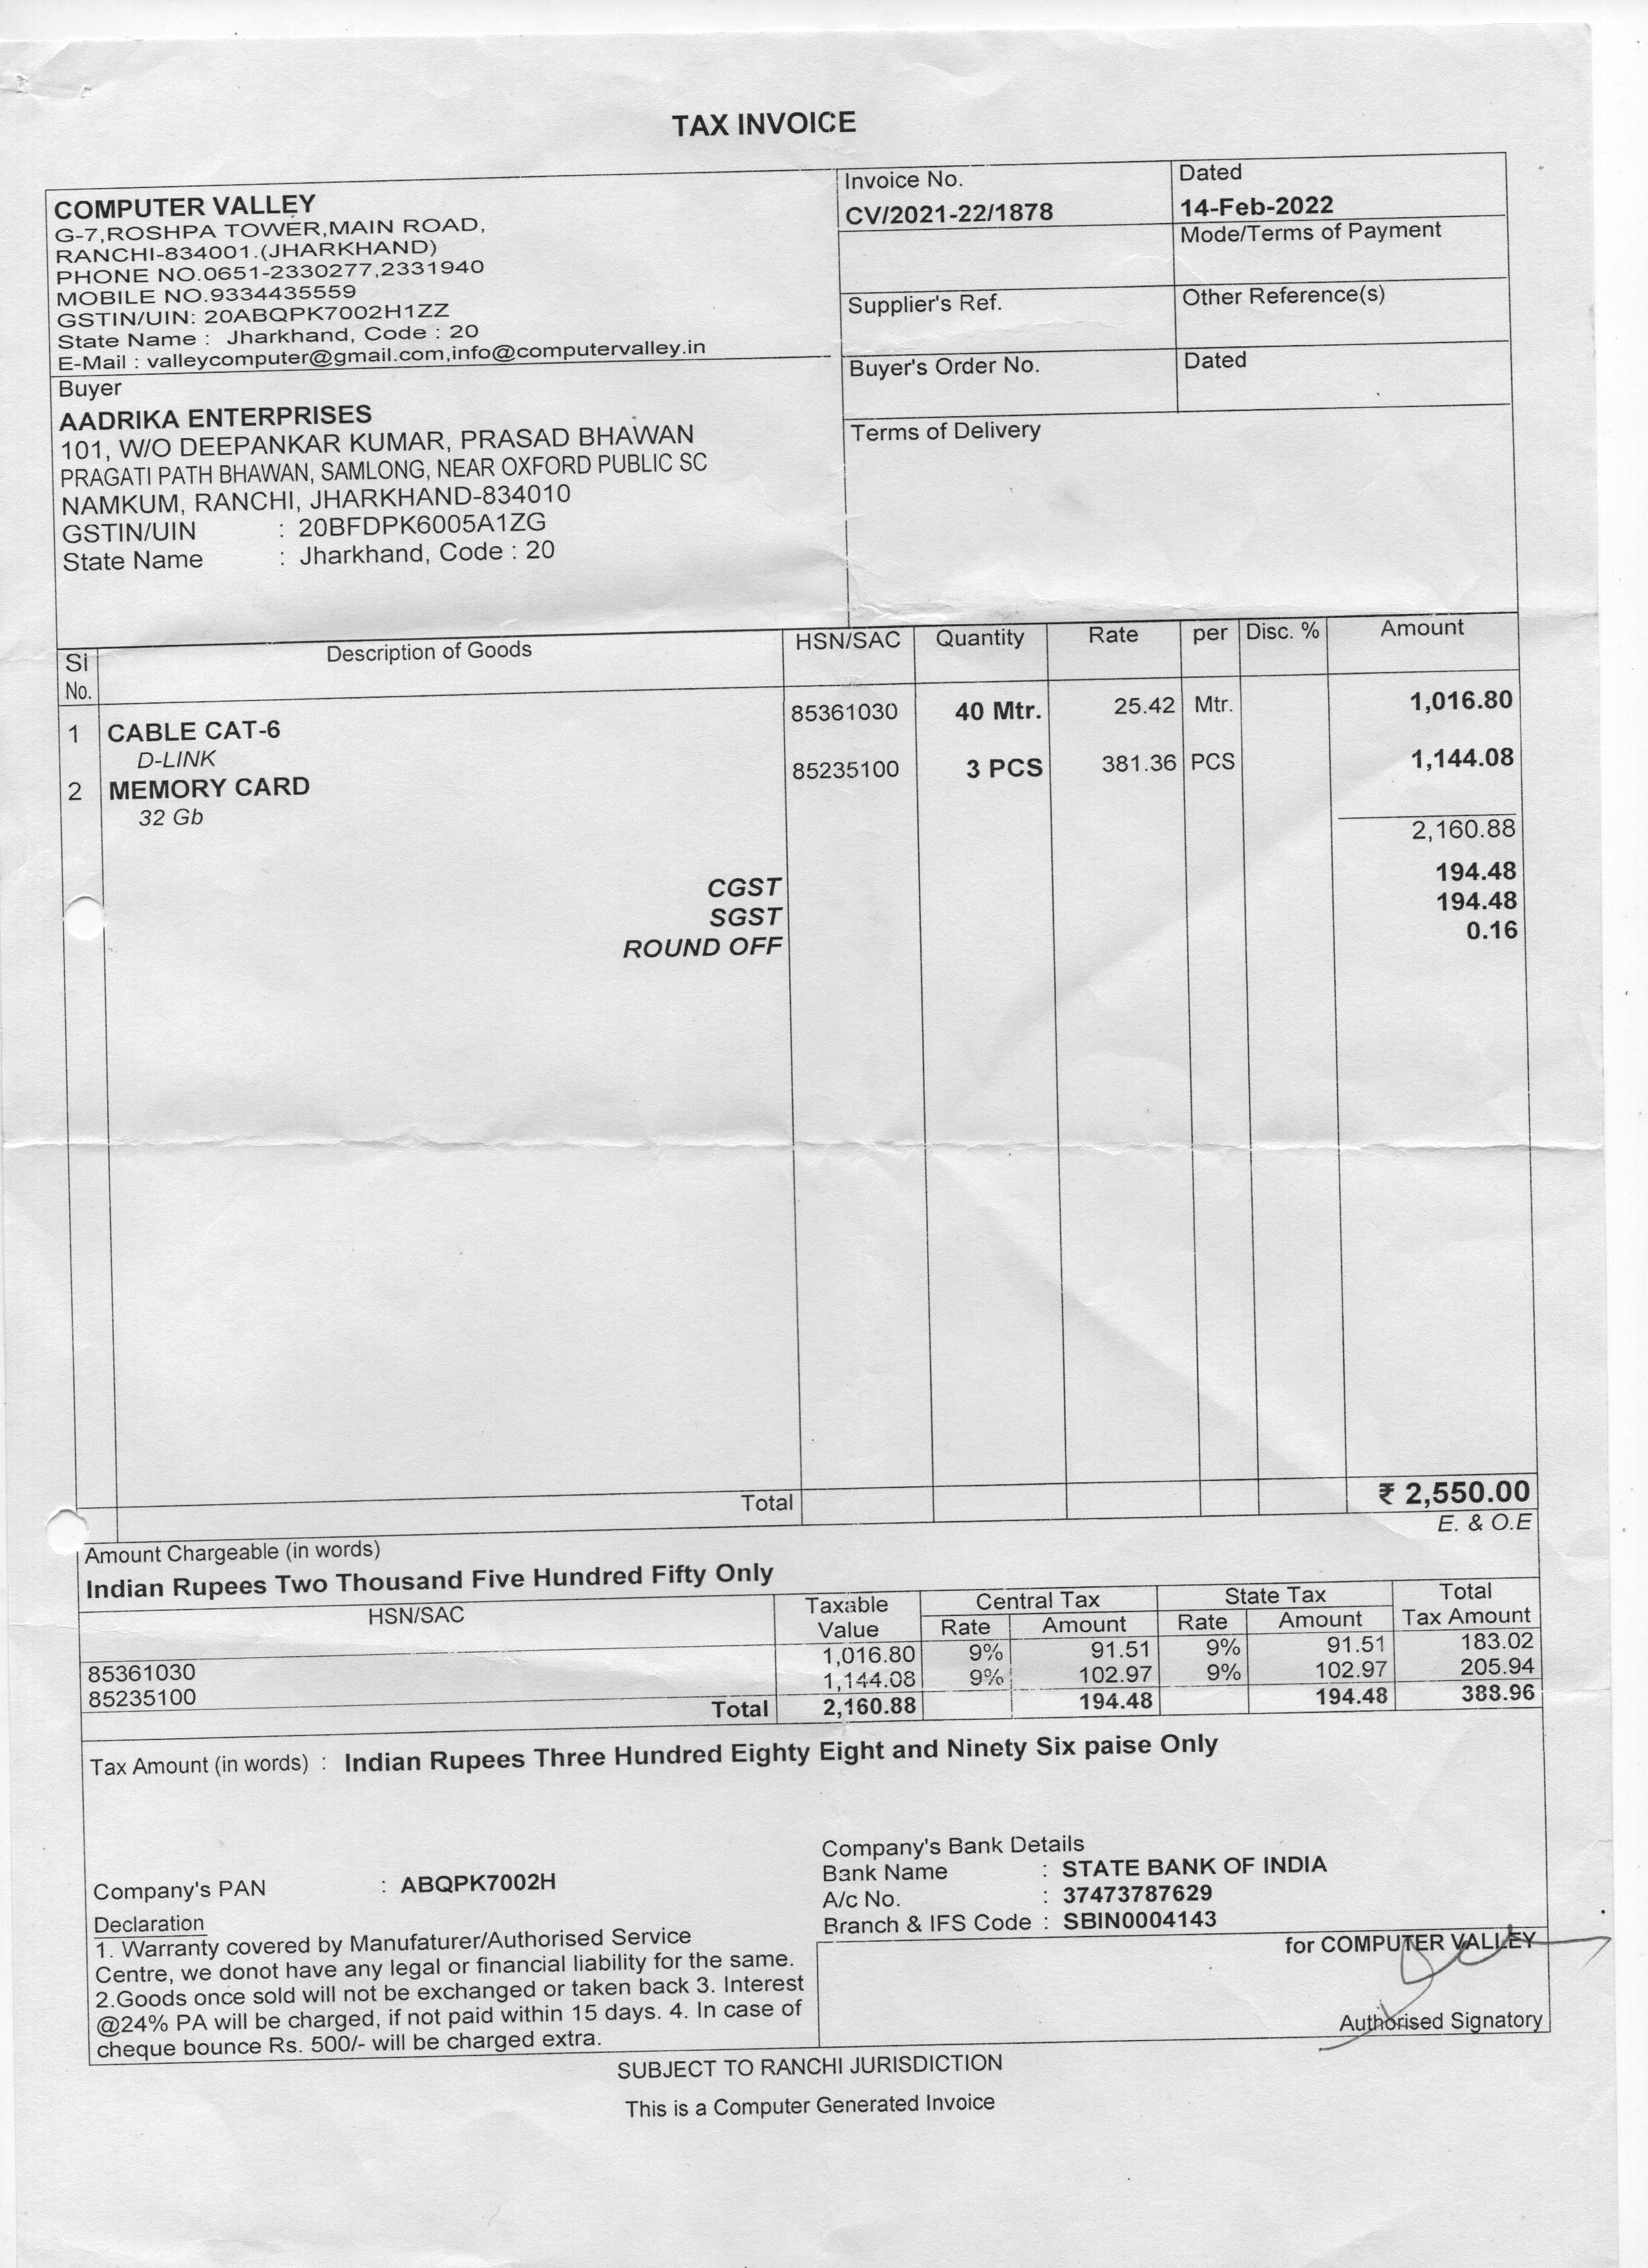 TAX INVOICE
COMPUTER VALLEY
G-7,ROSHPA TOWER,MAIN ROAD,
RANCHI-834001.(JHARKHAND)
PHONE NO.0651-2330277,2331940
MOBILE NO.9334435559
GSTIN/UIN: 20ABQPK7002H1ZZ
State Name : Jharkhand, Code : 20
E-Mail : valleycomputer@gmail.com,info@computervalley.in
Invoice No.
CV/2021-22/1878
Dated
14-Feb-2022
Mode/Terms of Payment
Supplier's Ref.
Other Reference(s)
Buyer's Order No.
Dated
Terms of Delivery
Buyer
AADRIKA ENTERPRISES
101, W/O DEEPANKAR KUMAR, PRASAD BHAWAN
PRAGATI PATH BHAWAN, SAMLONG, NEAR OXFORD PUBLIC SC
NAMKUM, RANCHI, JHARKHAND-834010
GSTIN/UIN : 20BFDPK6005A1ZG
State Name : Jharkhand, Code : 20
Sl No. Description of Goods HSN/SAC Quantity Rate per Disc. % Amount
1 CABLE CAT-6 85361030 40 Mtr. 25.42 Mtr. 1,016.80
D-LINK
2 MEMORY CARD 85235100 3 PCS 381.36 PCS 1,144.08
32 Gb
2,160.88
CGST 194.48
SGST 194.48
ROUND OFF 0.16
Total ₹ 2,550.00
E. & O.E
Amount Chargeable (in words)
Indian Rupees Two Thousand Five Hundred Fifty Only
HSN/SAC Taxable Value Central Tax State Tax Total Tax Amount
Rate Amount Rate Amount
85361030 1,016.80 9% 91.51 9% 91.51 183.02
85235100 1,144.08 9% 102.97 9% 102.97 205.94
Total 2,160.88 194.48 194.48 388.96
Tax Amount (in words) : Indian Rupees Three Hundred Eighty Eight and Ninety Six paise Only
Company's PAN : ABQPK7002H
Company's Bank Details
Bank Name : STATE BANK OF INDIA
A/c No. : 37473787629
Branch & IFS Code : SBIN0004143
Declaration
1. Warranty covered by Manufaturer/Authorised Service
Centre, we donot have any legal or financial liability for the same.
2.Goods once sold will not be exchanged or taken back 3. Interest
@24% PA will be charged, if not paid within 15 days. 4. In case of
cheque bounce Rs. 500/- will be charged extra.
for COMPUTER VALLEY
Authorised Signatory
SUBJECT TO RANCHI JURISDICTION
This is a Computer Generated Invoice